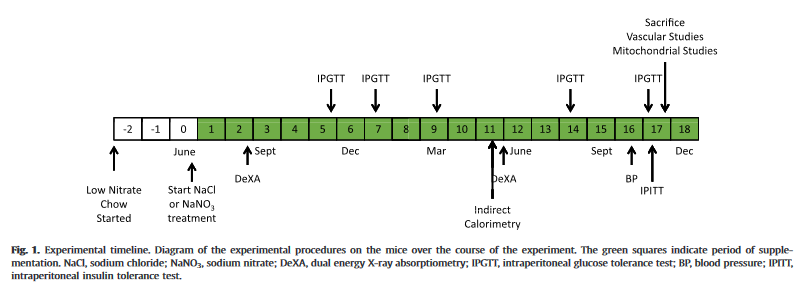 Sacrifice
Vascular Studies
Mitochondrial Studies
IPGTT IPGTT IPGTT IPGTT IPGTT
-2 -1 0 1 2 3 4 5 6 7 8 9 10 11 12 13 14 15 16 17 18
June Sept Dec Mar June Sept Dec
DeXA DeXA BP
IPITT
Low Nitrate
Chow
Started
Start NaCl
or NaNO₃
treatment
Indirect
Calorimetry
Fig. 1. Experimental timeline. Diagram of the experimental procedures on the mice over the course of the experiment. The green squares indicate period of supple-
mentation. NaCl, sodium chloride; NaNO₃, sodium nitrate; DeXA, dual energy X-ray absorptiometry; IPGTT, intraperitoneal glucose tolerance test; BP, blood pressure; IPITT,
intraperitoneal insulin tolerance test.